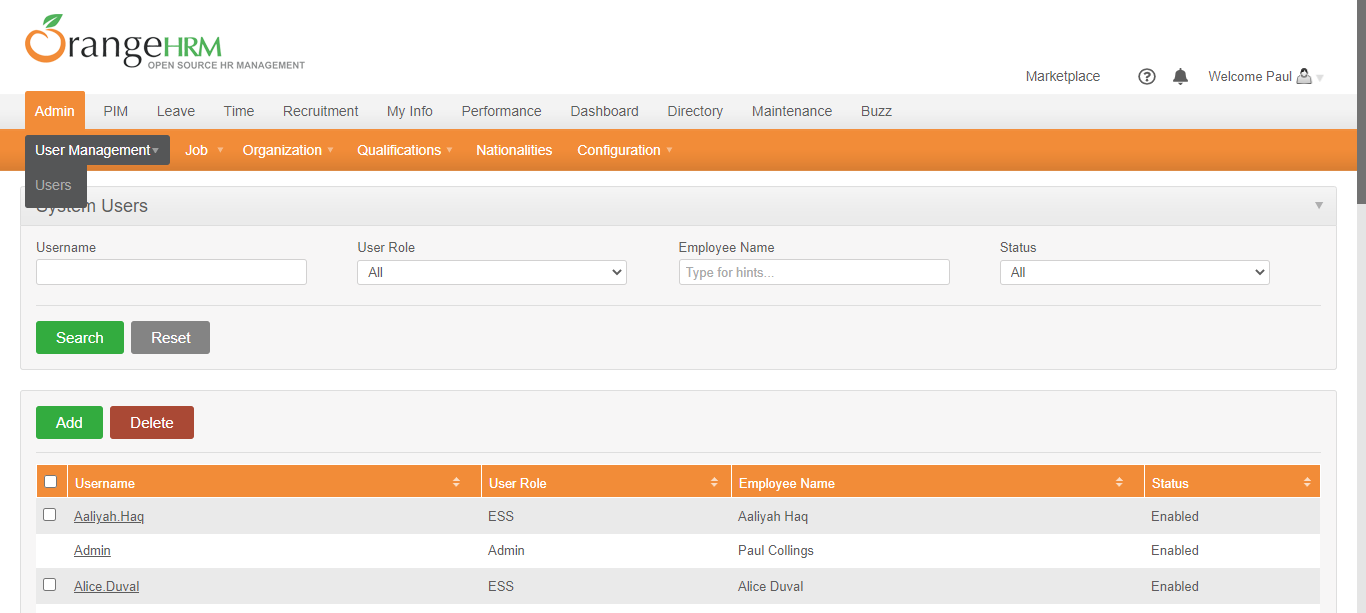 OrangeHRM
OPEN SOURCE HR MANAGEMENT
Marketplace ? Welcome Paul
Admin PIM Leave Time Recruitment My Info Performance Dashboard Directory Maintenance Buzz
User Management Job Organization Qualifications Nationalities Configuration
Users
System Users
Username User Role Employee Name Status
All Type for hints... All
Search Reset
Add Delete
Username User Role Employee Name Status
Aaliyah.Haq ESS Aaliyah Haq Enabled
Admin Admin Paul Collings Enabled
Alice.Duval ESS Alice Duval Enabled